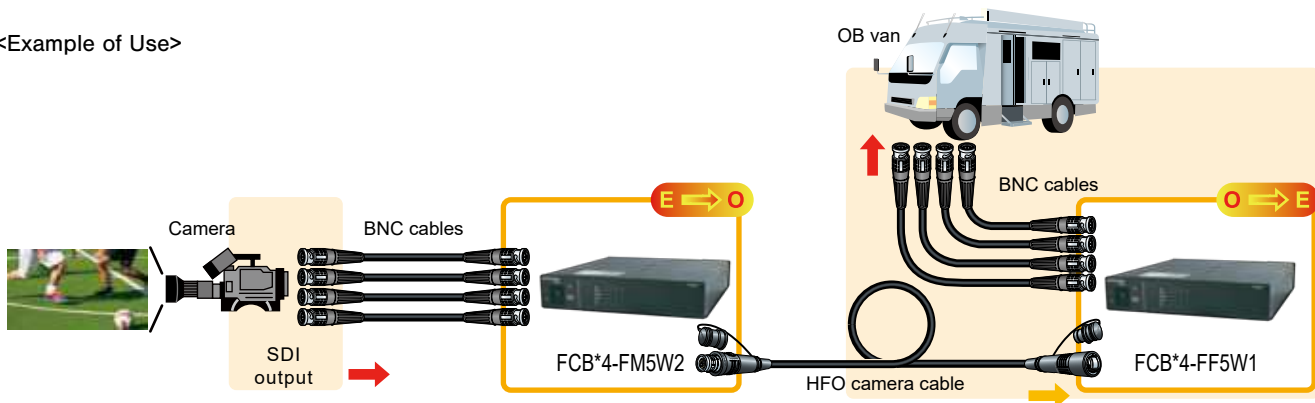 <Example of Use>
OB van
BNC cables
E ⇒ O
O ⇒ E
Camera
BNC cables
SDI
output
FCB*4-FM5W2
HFO camera cable
FCB*4-FF5W1